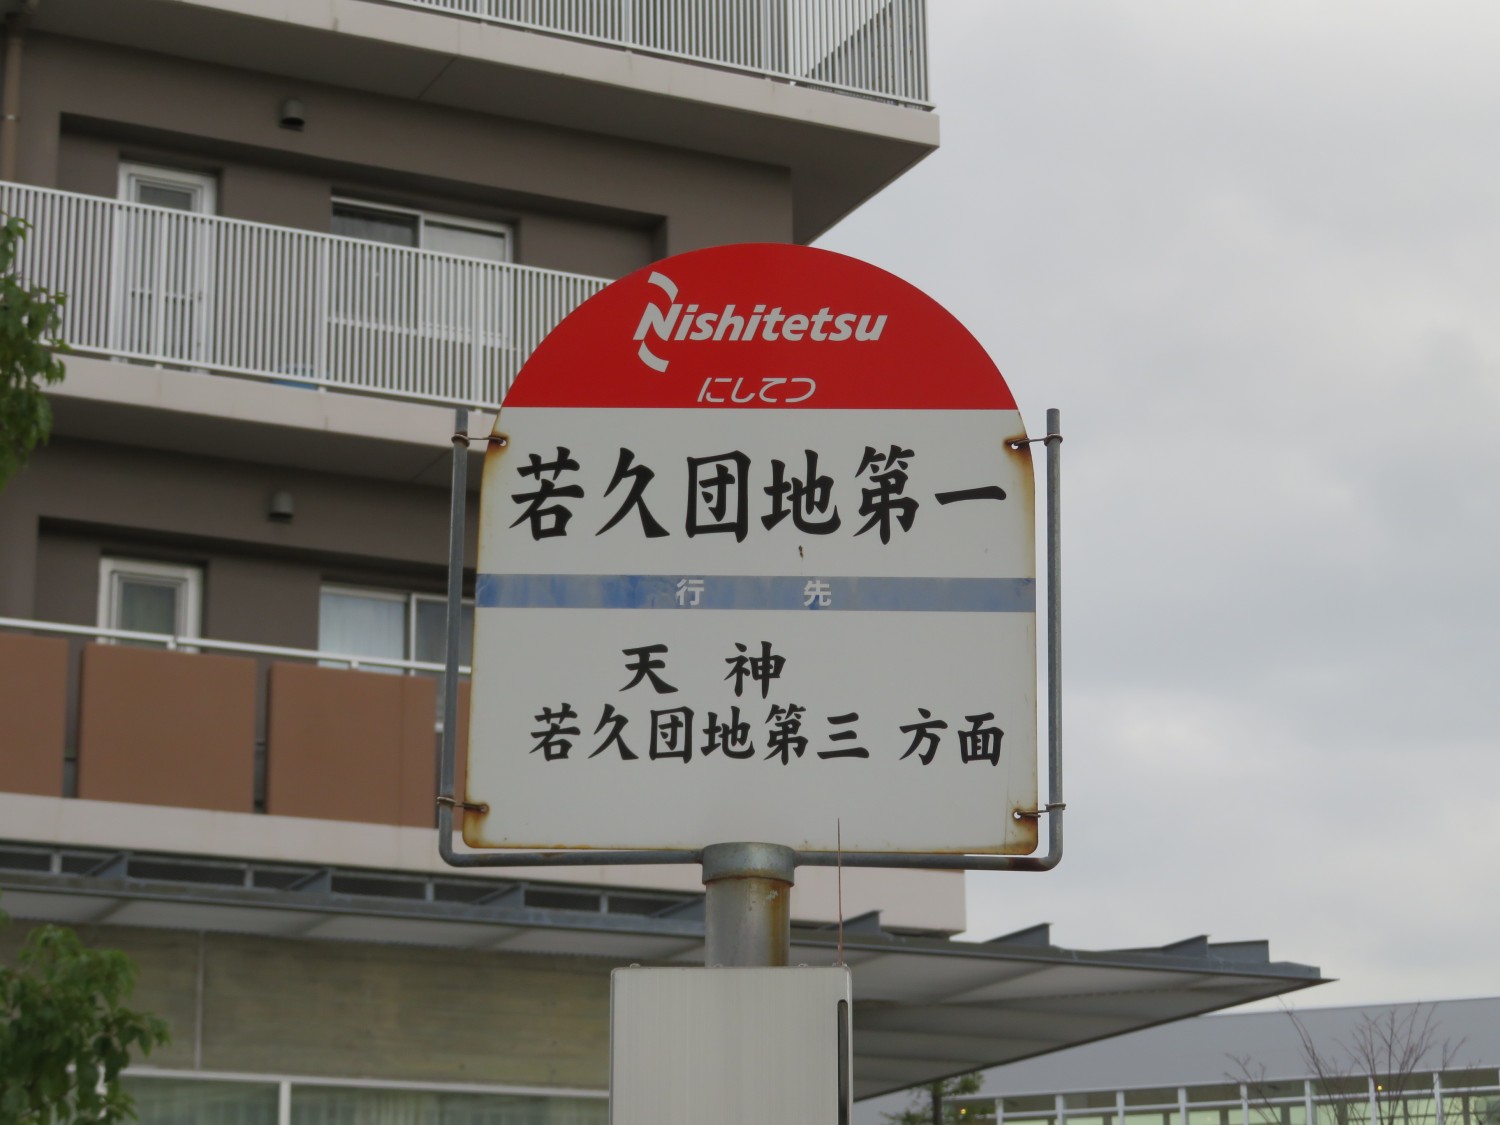 Nishitetsu
にしてつ
若久団地第一
行先
天神
若久団地第三 方面